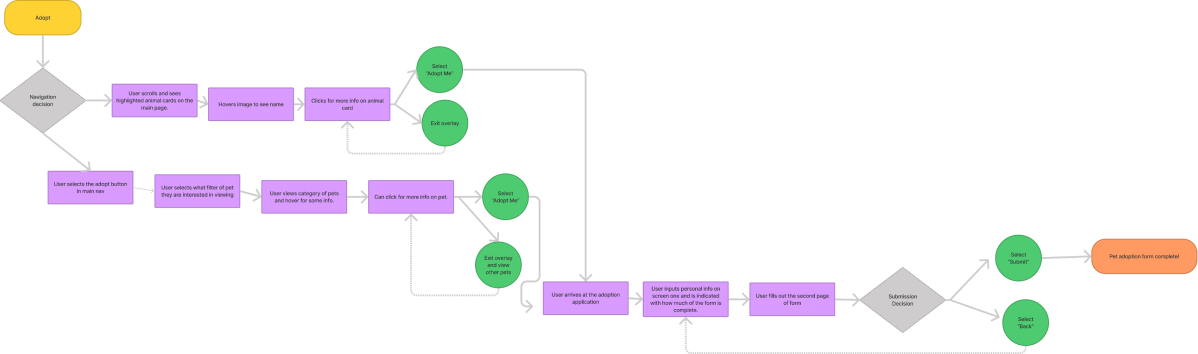 Adopt
Navigation
decision
User scrolls and sees
highlighted animal cards on the
main page.
Hovers image to see name
Clicks for more info on animal
card
Select
"Adopt Me"
Exit overlay
User selects the adopt button
in main nav
User selects what filter of pet
they are interested in viewing
User views category of pets
and hover for some info.
Can click for more info on pet.
Select
"Adopt Me"
Exit overlay
and view
other pets
User arrives at the adoption
application
User inputs personal info on
screen one and is indicated
with how much of the form is
complete.
User fills out the second page
of form
Submission
Decision
Select
"Submit"
Select
"Back"
Pet adoption form complete!